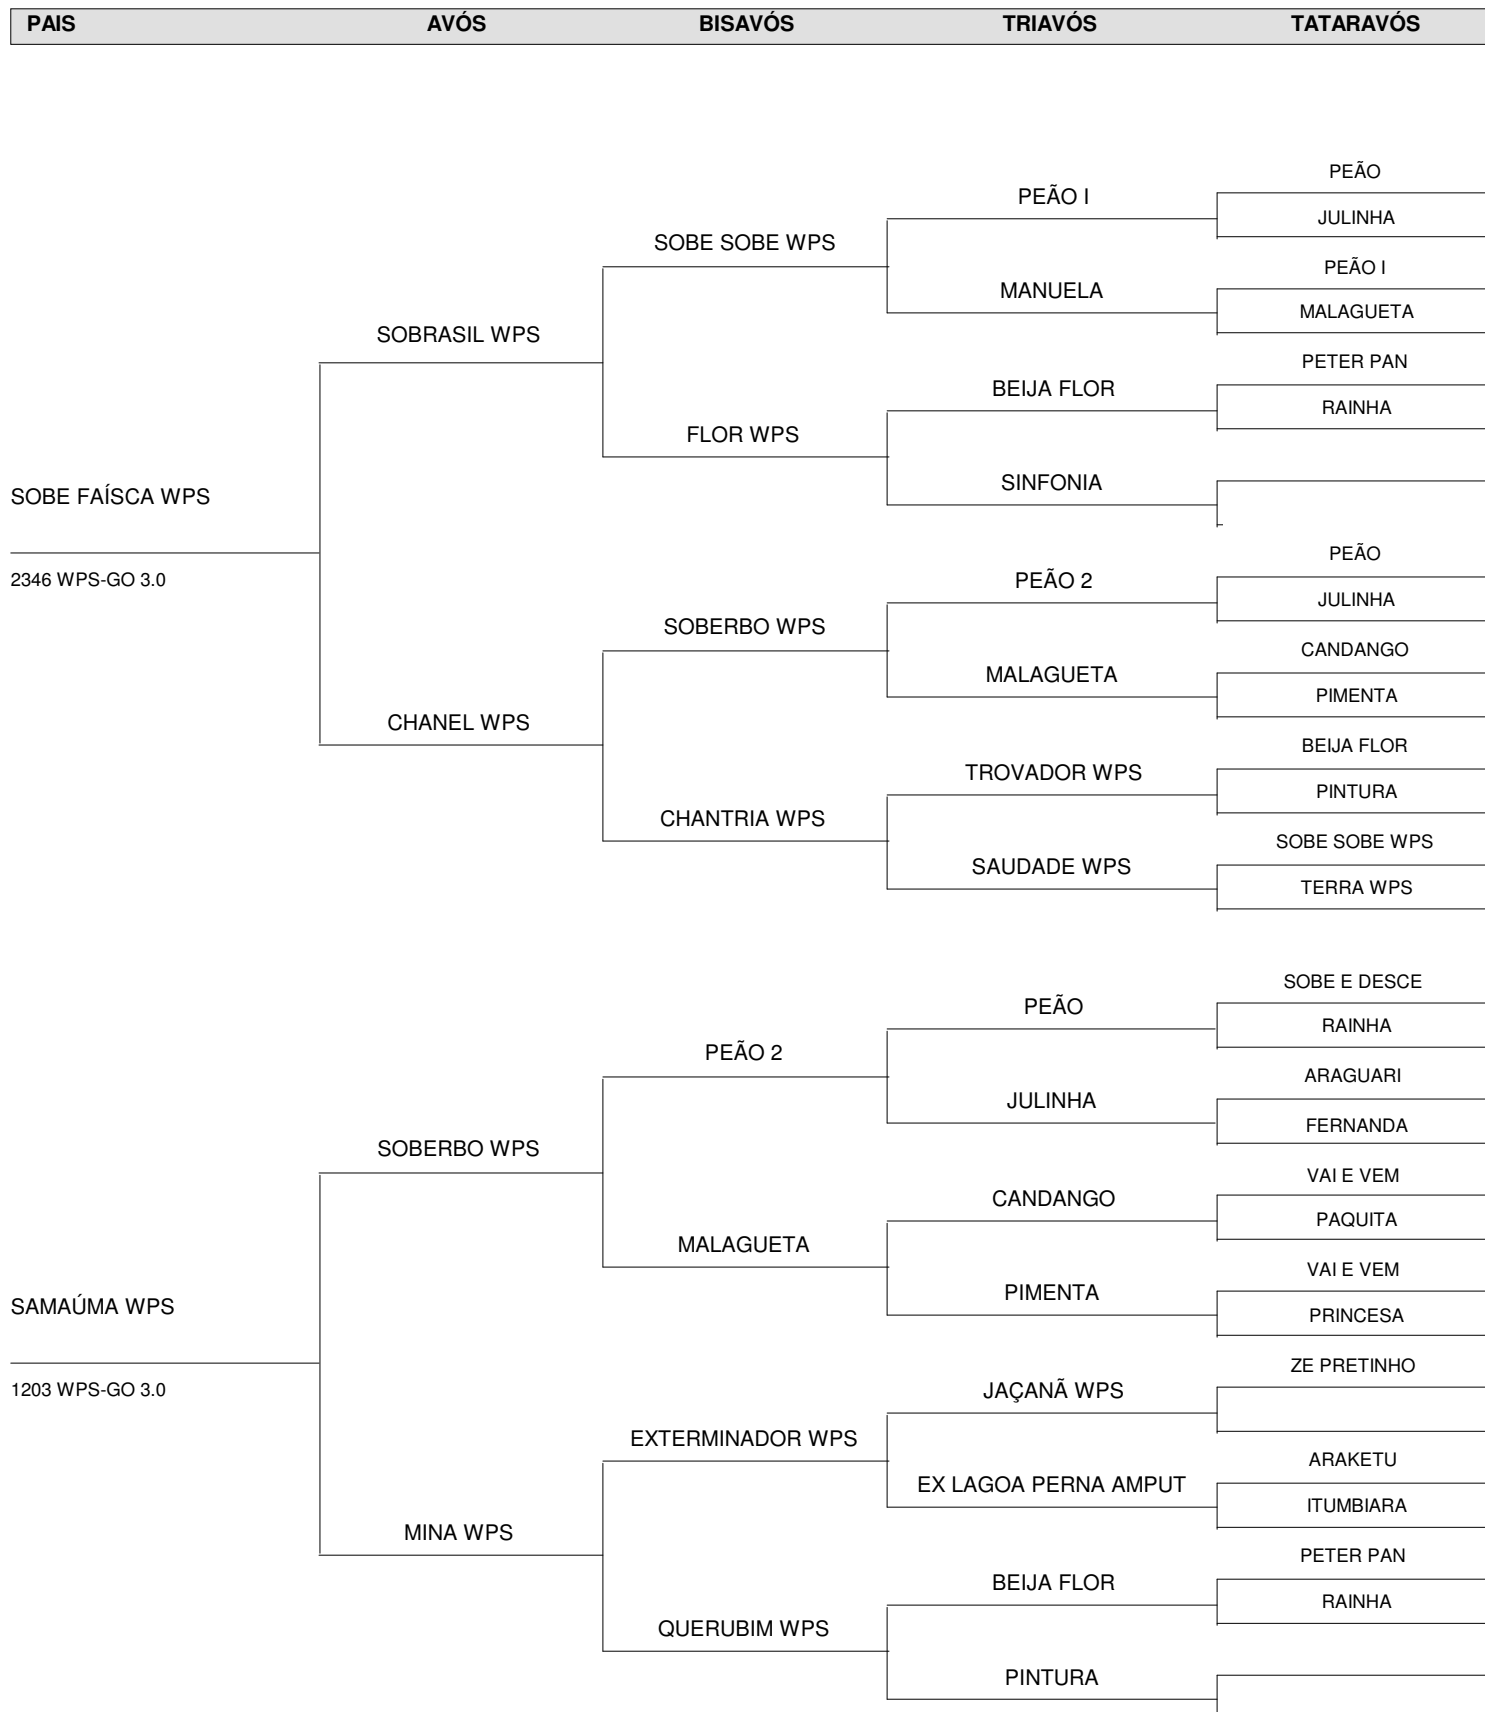 PAIS AVÓS BISAVÓS TRIAVÓS TATARAVÓS
PEÃO
PEÃO I
JULINHA
SOBE SOBE WPS
PEÃO I
MANUELA
MALAGUETA
SOBRASIL WPS
PETER PAN
BEIJA FLOR
RAINHA
FLOR WPS
SINFONIA
SOBE FAÍSCA WPS
PEÃO
2346 WPS-GO 3.0
PEÃO 2
JULINHA
SOBERBO WPS
CANDANGO
MALAGUETA
PIMENTA
CHANEL WPS
BEIJA FLOR
TROVADOR WPS
PINTURA
CHANTRIA WPS
SOBE SOBE WPS
SAUDADE WPS
TERRA WPS
SOBE E DESCE
PEÃO
RAINHA
PEÃO 2
ARAGUARI
JULINHA
FERNANDA
SOBERBO WPS
VAI E VEM
CANDANGO
PAQUITA
MALAGUETA
VAI E VEM
PIMENTA
SAMAÚMA WPS
PRINCESA
ZE PRETINHO
1203 WPS-GO 3.0
JAÇANÃ WPS
EXTERMINADOR WPS
ARAKETU
EX LAGOA PERNA AMPUT
ITUMBIARA
MINA WPS
PETER PAN
BEIJA FLOR
RAINHA
QUERUBIM WPS
PINTURA